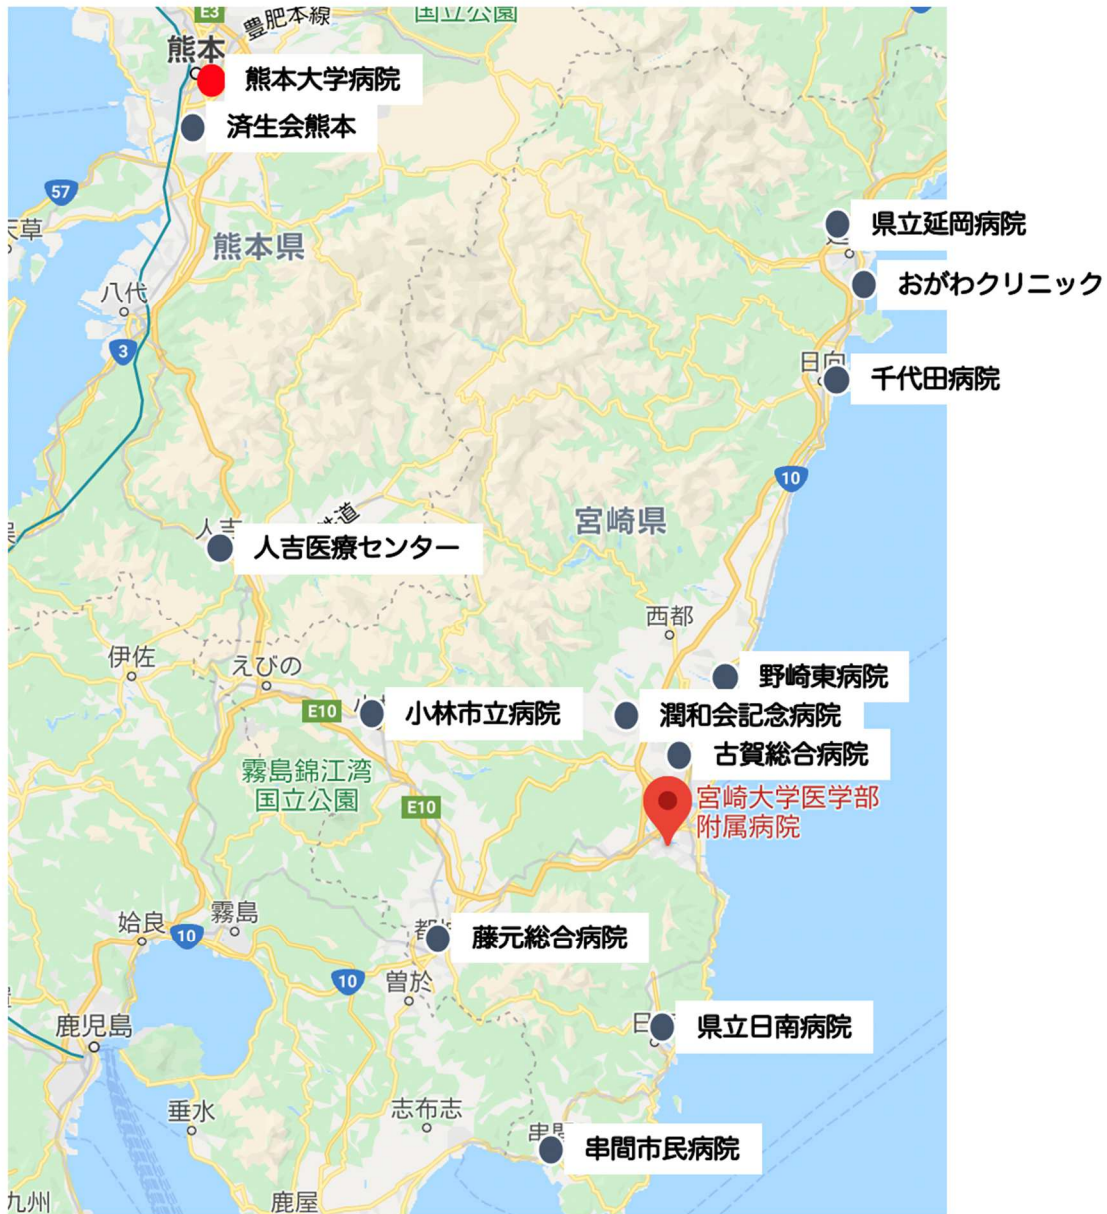 E3
豊肥本線
国立公園
熊本
熊本大学病院
済生会熊本
57
天草
熊本県
県立延岡病院
おがわクリニック
八代
3
日向
千代田病院
10
鉄道
宮崎県
人吉
人吉医療センター
西都
伊佐
えびの
野崎東病院
E10
小林市立病院
潤和会記念病院
古賀総合病院
霧島錦江湾
国立公園
E10
宮崎大学医学部
附属病院
姶良
霧島
10
藤元総合病院
10
曽於
鹿児島
県立日南病院
志布志
垂水
串間市民病院
九州
鹿屋